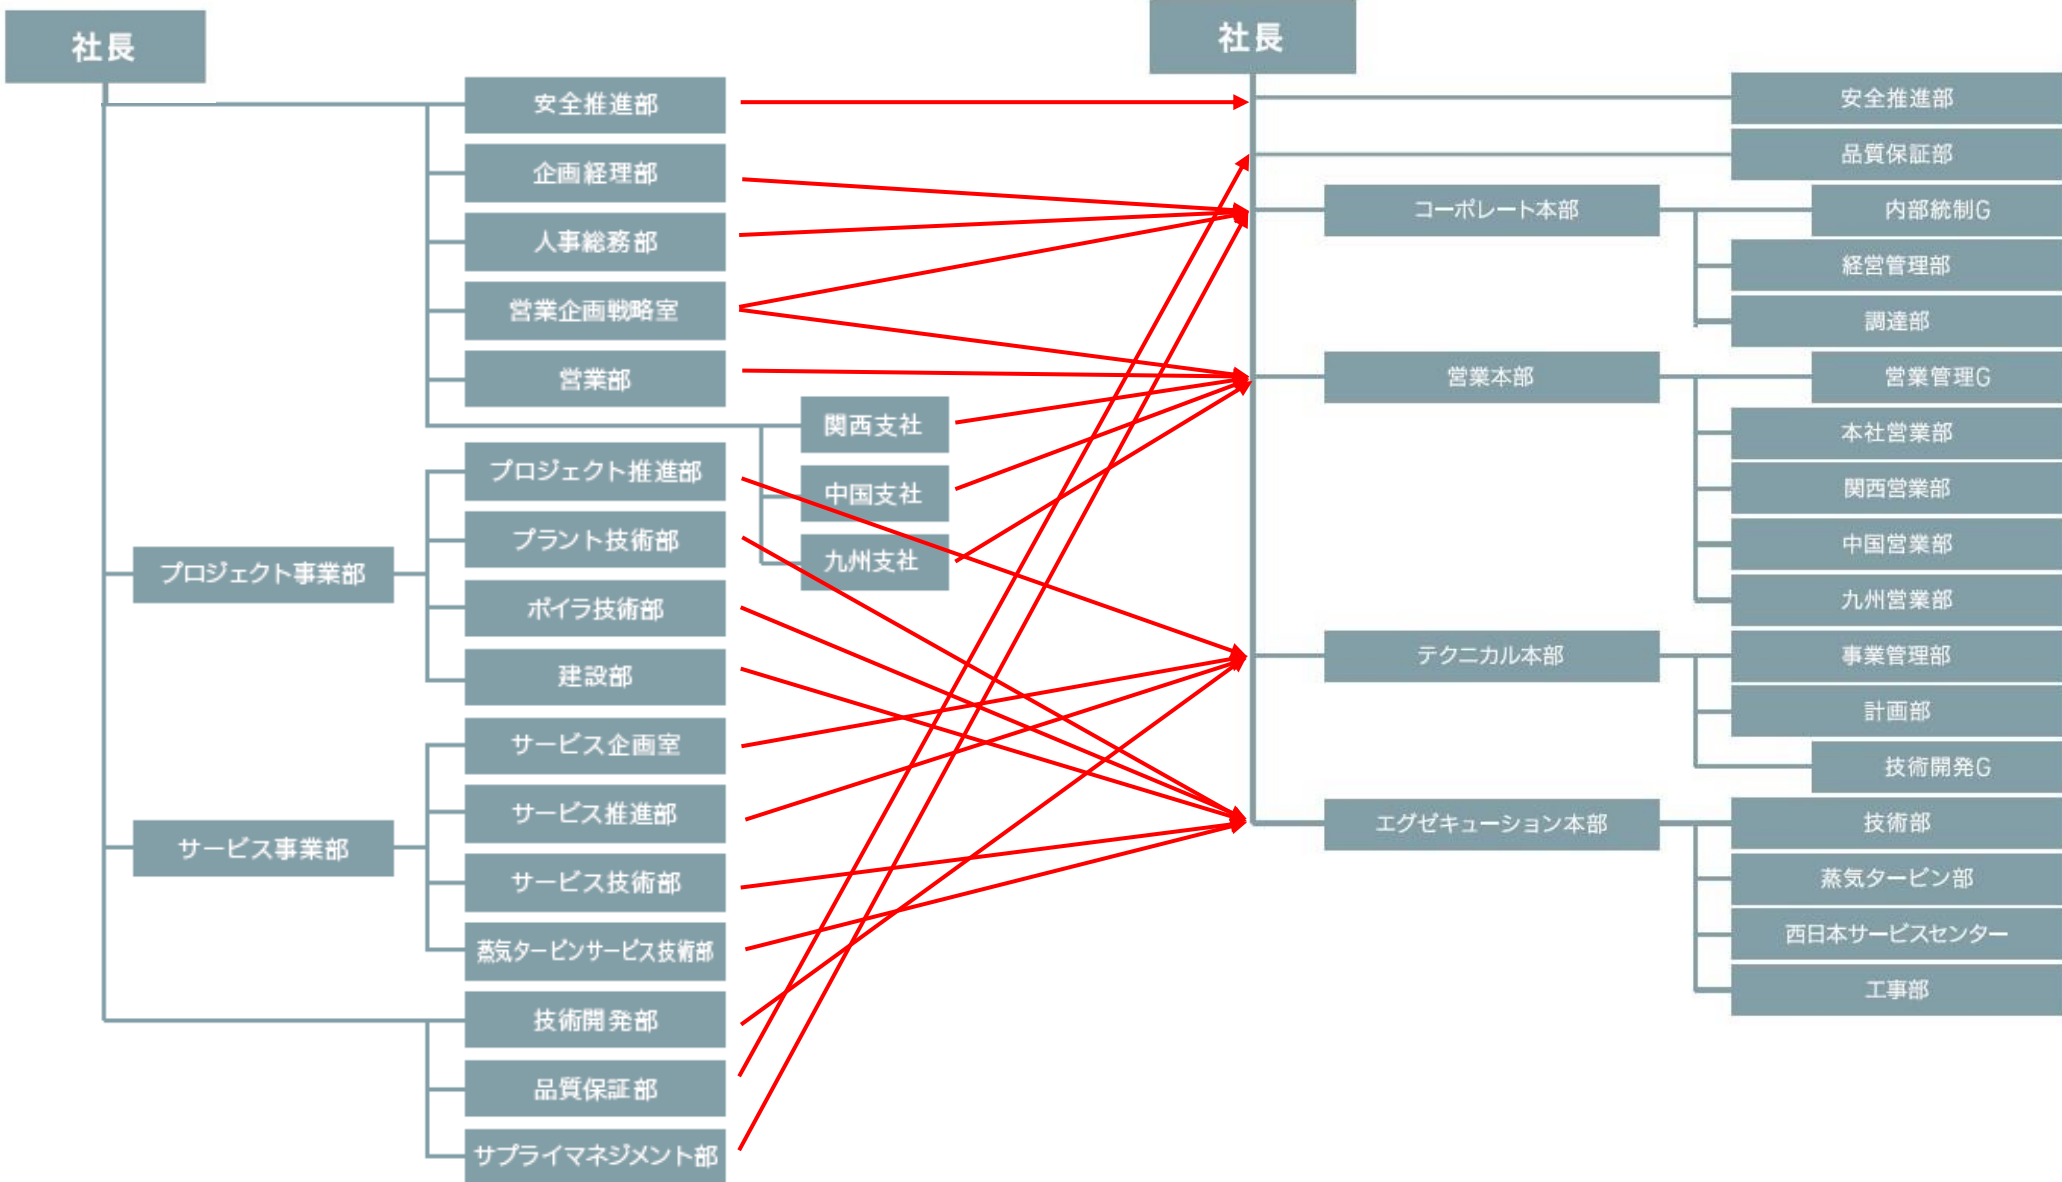 社長
安全推進部
企画経理部
人事総務部
営業企画戦略室
営業部
関西支社
中国支社
九州支社
プロジェクト事業部
プロジェクト推進部
プラント技術部
ボイラ技術部
建設部
サービス事業部
サービス企画室
サービス推進部
サービス技術部
蒸気タービンサービス技術部
技術開発部
品質保証部
サプライマネジメント部
社長
安全推進部
品質保証部
コーポレート本部
内部統制G
経営管理部
調達部
営業本部
営業管理G
本社営業部
関西営業部
中国営業部
九州営業部
テクニカル本部
事業管理部
計画部
技術開発G
エグゼキューション本部
技術部
蒸気タービン部
西日本サービスセンター
工事部